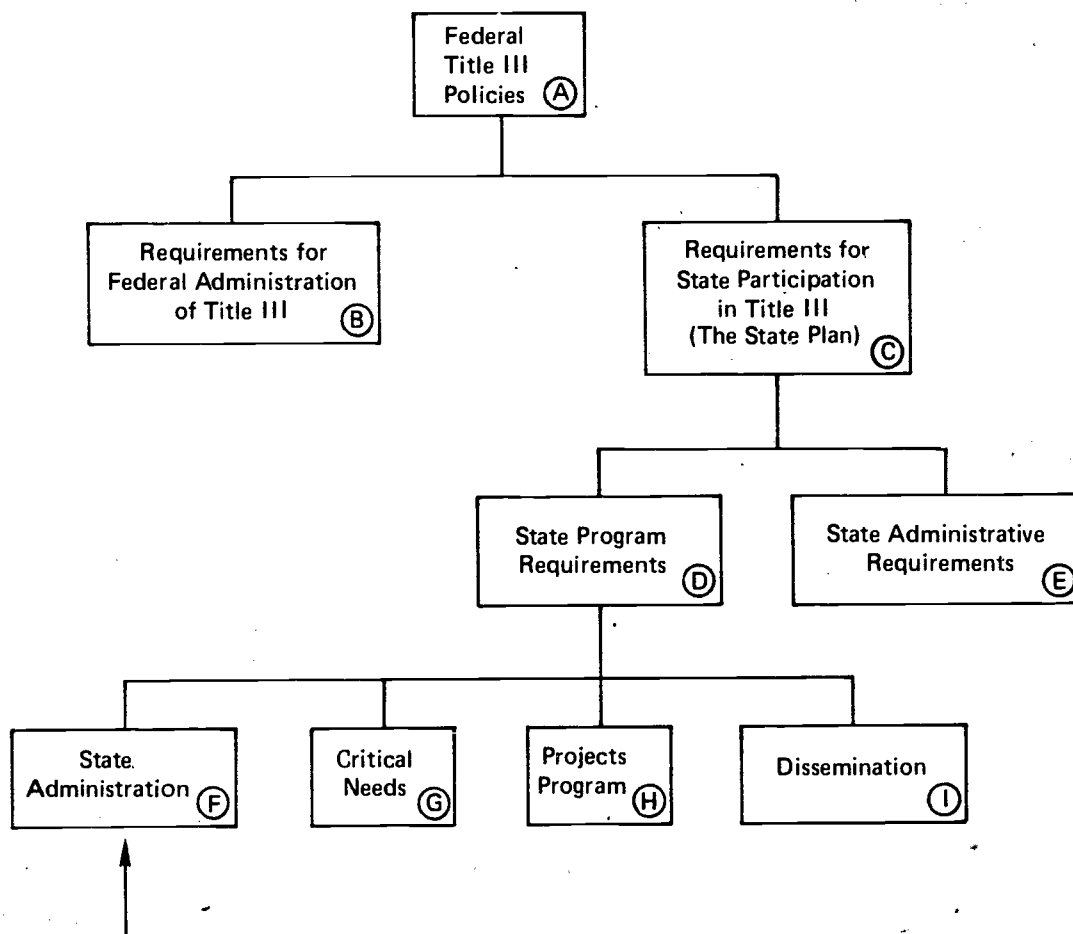 Federal
Title III
Policies Ⓐ
Requirements for
Federal Administration
of Title III Ⓑ
Requirements for
State Participation
in Title III
(The State Plan) Ⓒ
State Program
Requirements Ⓓ
State Administrative
Requirements Ⓔ
State.
Administration Ⓕ
Critical
Needs Ⓖ
Projects
Program Ⓗ
Dissemination
Ⓘ